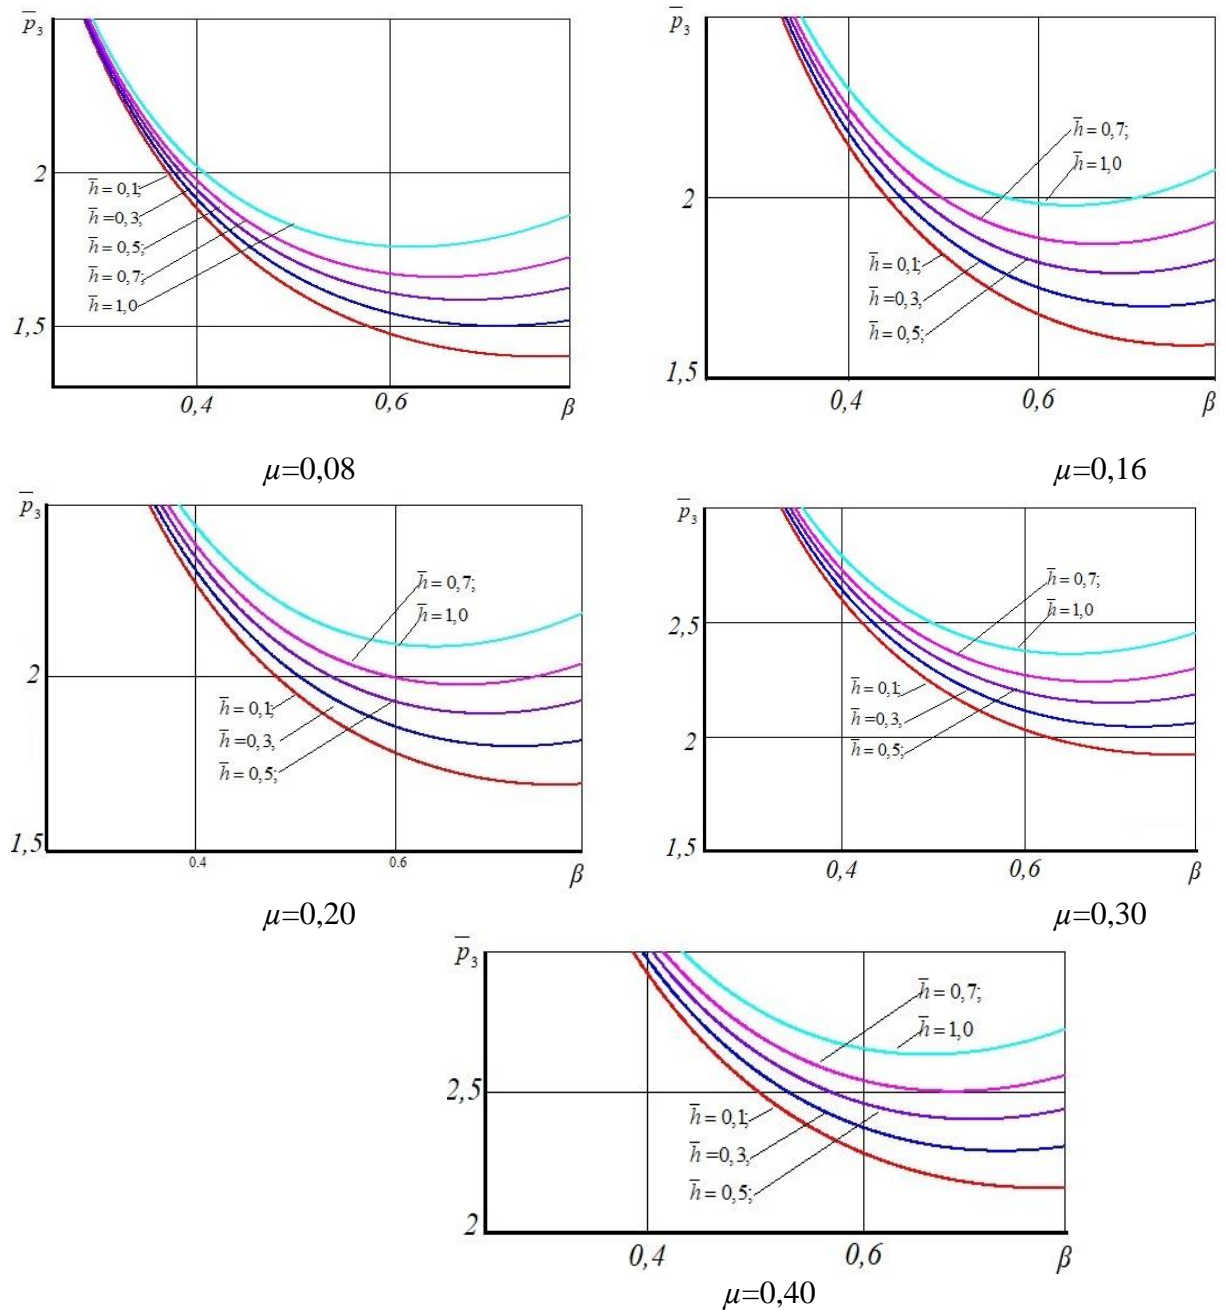 p̅₃
2
h̅ = 0,1;
h̅ =0,3,
h̅ = 0,5;
h̅ = 0,7;
h̅ = 1,0
1,5
0,4
0,6
β
μ=0,08
p̅₃
h̅ = 0,7;
h̅ = 1,0
2
h̅ = 0,1;
h̅ =0,3,
h̅ = 0,5;
1,5
0,4
0,6
β
μ=0,16
p̅₃
h̅ = 0,7;
h̅ = 1,0
2
h̅ = 0,1;
h̅ =0,3,
h̅ = 0,5;
1,5
0.4
0.6
β
μ=0,20
p̅₃
h̅ = 0,7;
h̅ = 1,0
2,5
h̅ = 0,1;
h̅ =0,3,
2
h̅ = 0,5;
1,5
0,4
0,6
β
μ=0,30
p̅₃
h̅ = 0,7;
h̅ = 1,0
2,5
h̅ = 0,1;
h̅ =0,3,
h̅ = 0,5;
2
0,4
0,6
β
μ=0,40